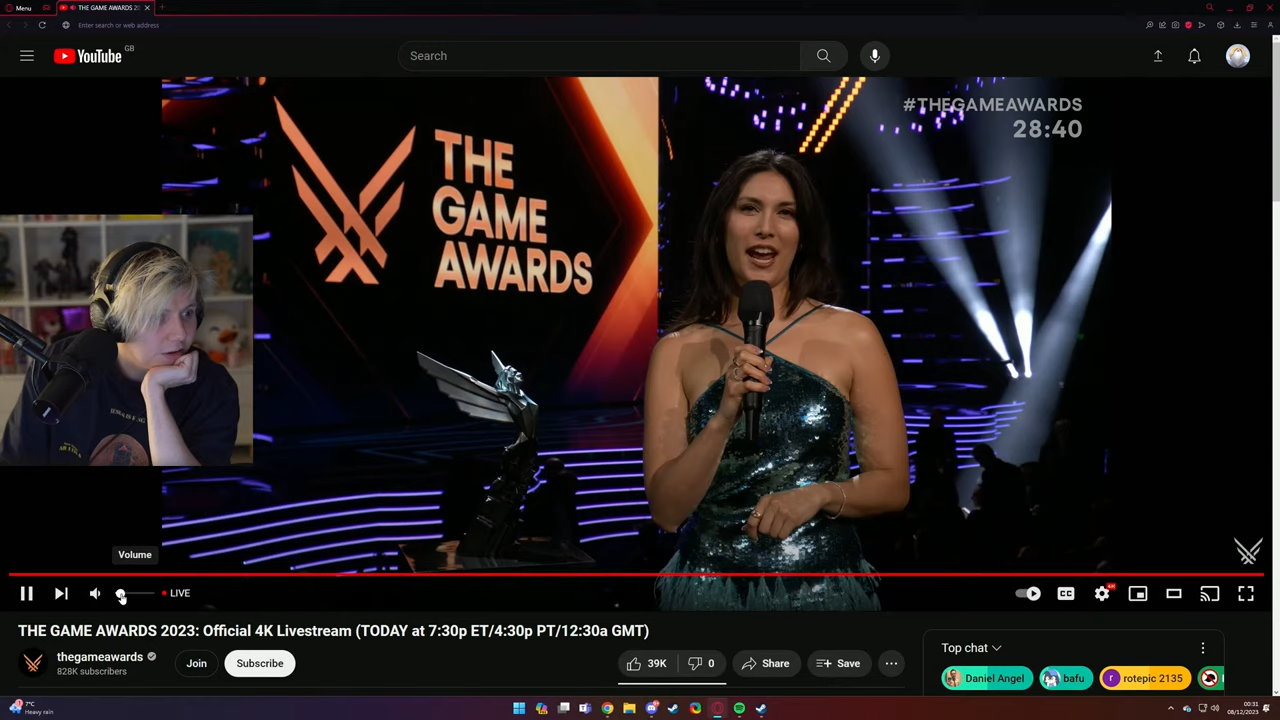 Menu
THE GAME AWARDS 20
Enter search or web address
YouTube GB
Search
#THEGAMEAWARDS
28:40
THE
GAME
AWARDS
Volume
LIVE
CC
THE GAME AWARDS 2023: Official 4K Livestream (TODAY at 7:30p ET/4:30p PT/12:30a GMT)
thegameawards
828K subscribers
Join
Subscribe
39K
0
Share
Save
Top chat
Daniel Angel
bafu
r
rotepic 2135
7°C
Heavy rain
00:31
08/12/2023